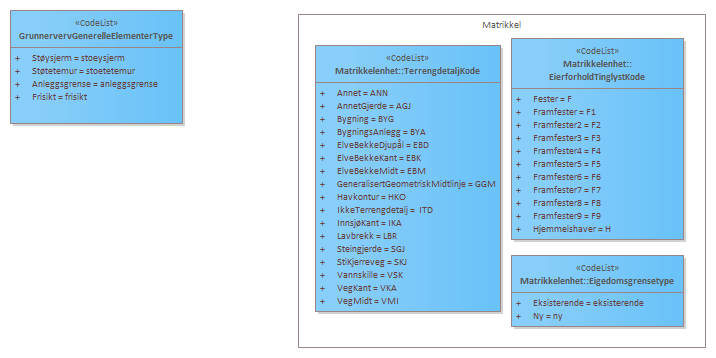 «CodeList»
GrunnervervGenerelleElementerType
+ Støysjerm = stoeysjerm
+ Støtetemur = stoetetemur
+ Anleggsgrense = anleggsgrense
+ Frisikt = frisikt
Matrikkel
«CodeList»
Matrikkelenhet::TerrengdetaljKode
+ Annet = ANN
+ AnnetGjerde = AGJ
+ Bygning = BYG
+ BygningsAnlegg = BYA
+ ElveBekkeDjupål = EBD
+ ElveBekkeKant = EBK
+ ElveBekkeMidt = EBM
+ GeneralisertGeometriskMidtlinje = GGM
+ Havkontur = HKO
+ IkkeTerrengdetalj = ITD
+ InnsjøKant = IKA
+ Lavbrekk = LBR
+ Steingjerde = SGJ
+ StiKjerreveg = SKJ
+ Vannskille = VSK
+ VegKant = VKA
+ VegMidt = VMI
«CodeList»
Matrikkelenhet::
EierforholdTinglystKode
+ Fester = F
+ Framfester = F1
+ Framfester2 = F2
+ Framfester3 = F3
+ Framfester4 = F4
+ Framfester5 = F5
+ Framfester6 = F6
+ Framfester7 = F7
+ Framfester8 = F8
+ Framfester9 = F9
+ Hjemmelshaver = H
«CodeList»
Matrikkelenhet::Eigedomsgrensetype
+ Eksisterende = eksisterende
+ Ny = ny